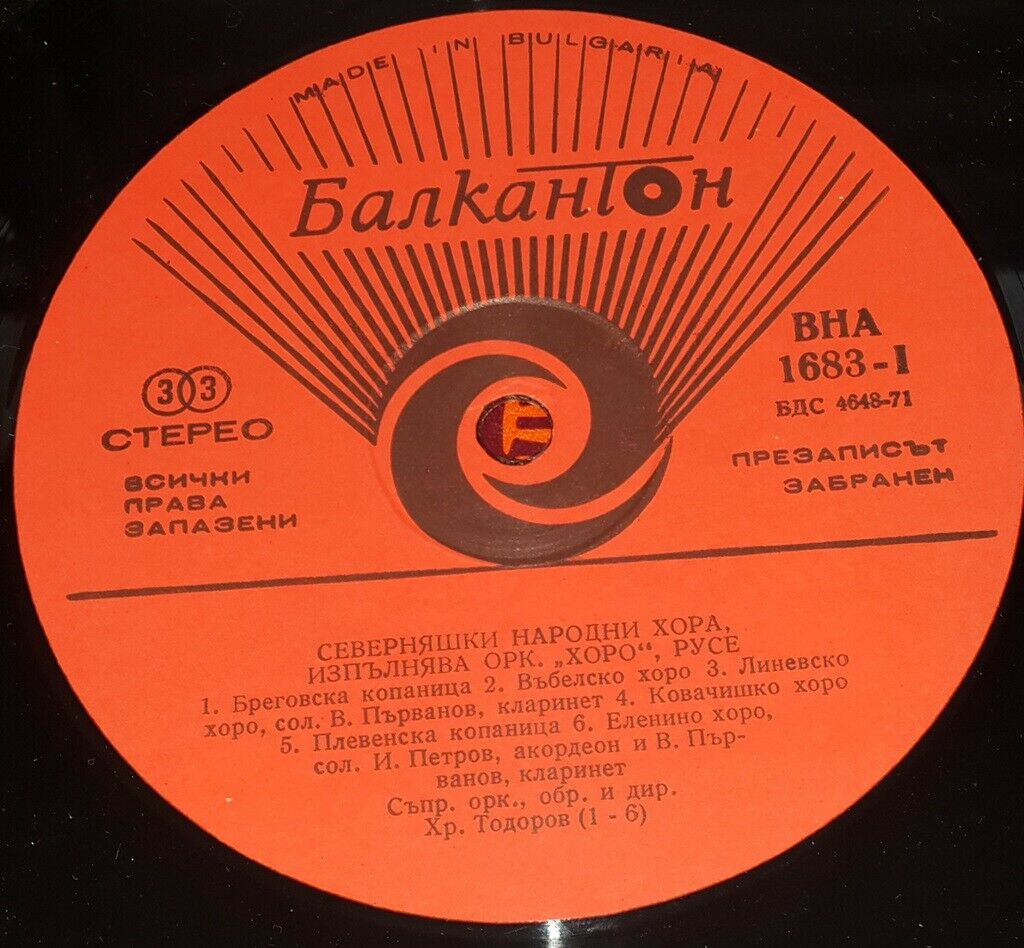 MADE IN BULGARIA
Балкантон
33
СТЕРЕО
ВСИЧКИ
ПРАВА
ЗАПАЗЕНИ
ВНА
1683-I
БДС 4648-71
ПРЕЗАПИСЪТ
ЗАБРАНЕН
СЕВЕРНЯШКИ НАРОДНИ ХОРА,
ИЗПЪЛНЯВА ОРК. „ХОРО“, РУСЕ
1. Бреговска копаница 2. Въбелско хоро 3. Линевско
хоро, сол. В. Първанов, кларинет 4. Ковачишко хоро
5. Плевенска копаница 6. Еленино хоро,
сол. И. Петров, акордеон и В. Пър-
ванов, кларинет
Съпр. орк., обр. и дир.
Хр. Тодоров (1 - 6)